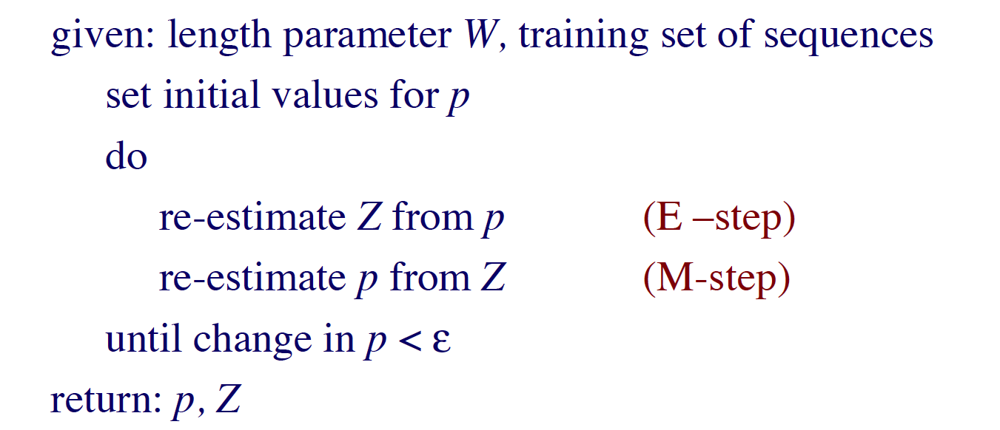 given: length parameter W, training set of sequences
set initial values for p
do
re-estimate Z from p (E –step)
re-estimate p from Z (M-step)
until change in p < ε
return: p, Z